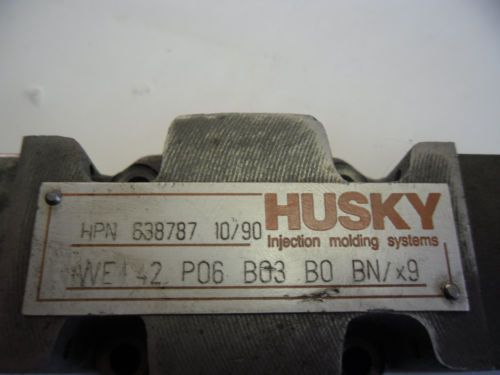 HPN 638787 10/90
HUSKY
Injection molding systems
WE 42 P06 B03 B0 BN/x9